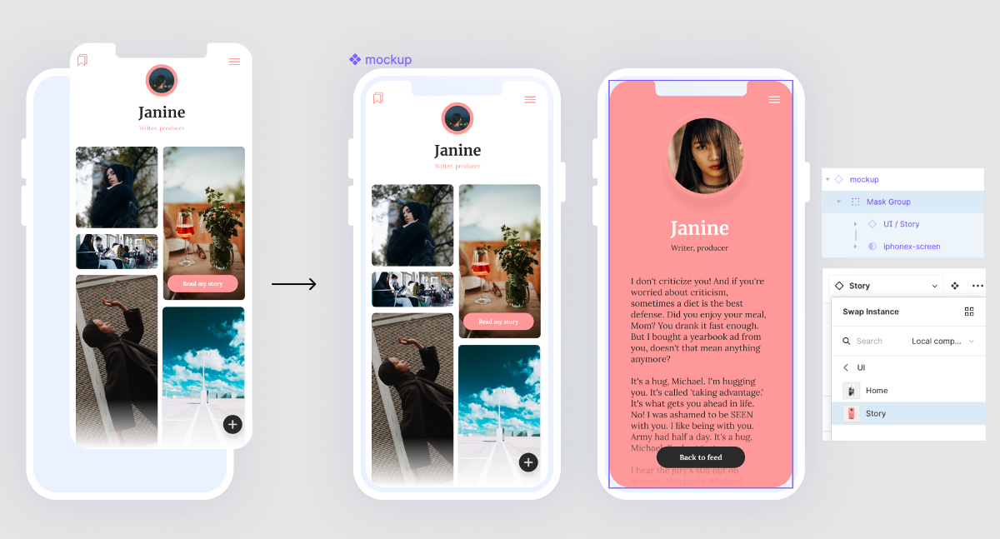 Janine
Writer, producer
Read my story
mockup
Janine
Writer, producer
Read my story
Janine
Writer, producer
I don't criticize you! And if you're
worried about criticism,
sometimes a diet is the best
defense. Did you enjoy your meal,
Mom? You drank it fast enough.
But I bought a yearbook ad from
you, doesn't that mean anything
anymore?
It's a hug, Michael. I'm hugging
you. It's called 'taking advantage.'
It's what gets you ahead in life.
No! I was ashamed to be SEEN
with you. I like being with you.
Army had half a day. It's a hug,
Michael.
Back to feed
I hear the jury's still out on
science. Not tricks, Michael
mockup
Mask Group
UI / Story
iphonex-screen
Story
Swap Instance
Search
Local comp...
UI
Home
Story